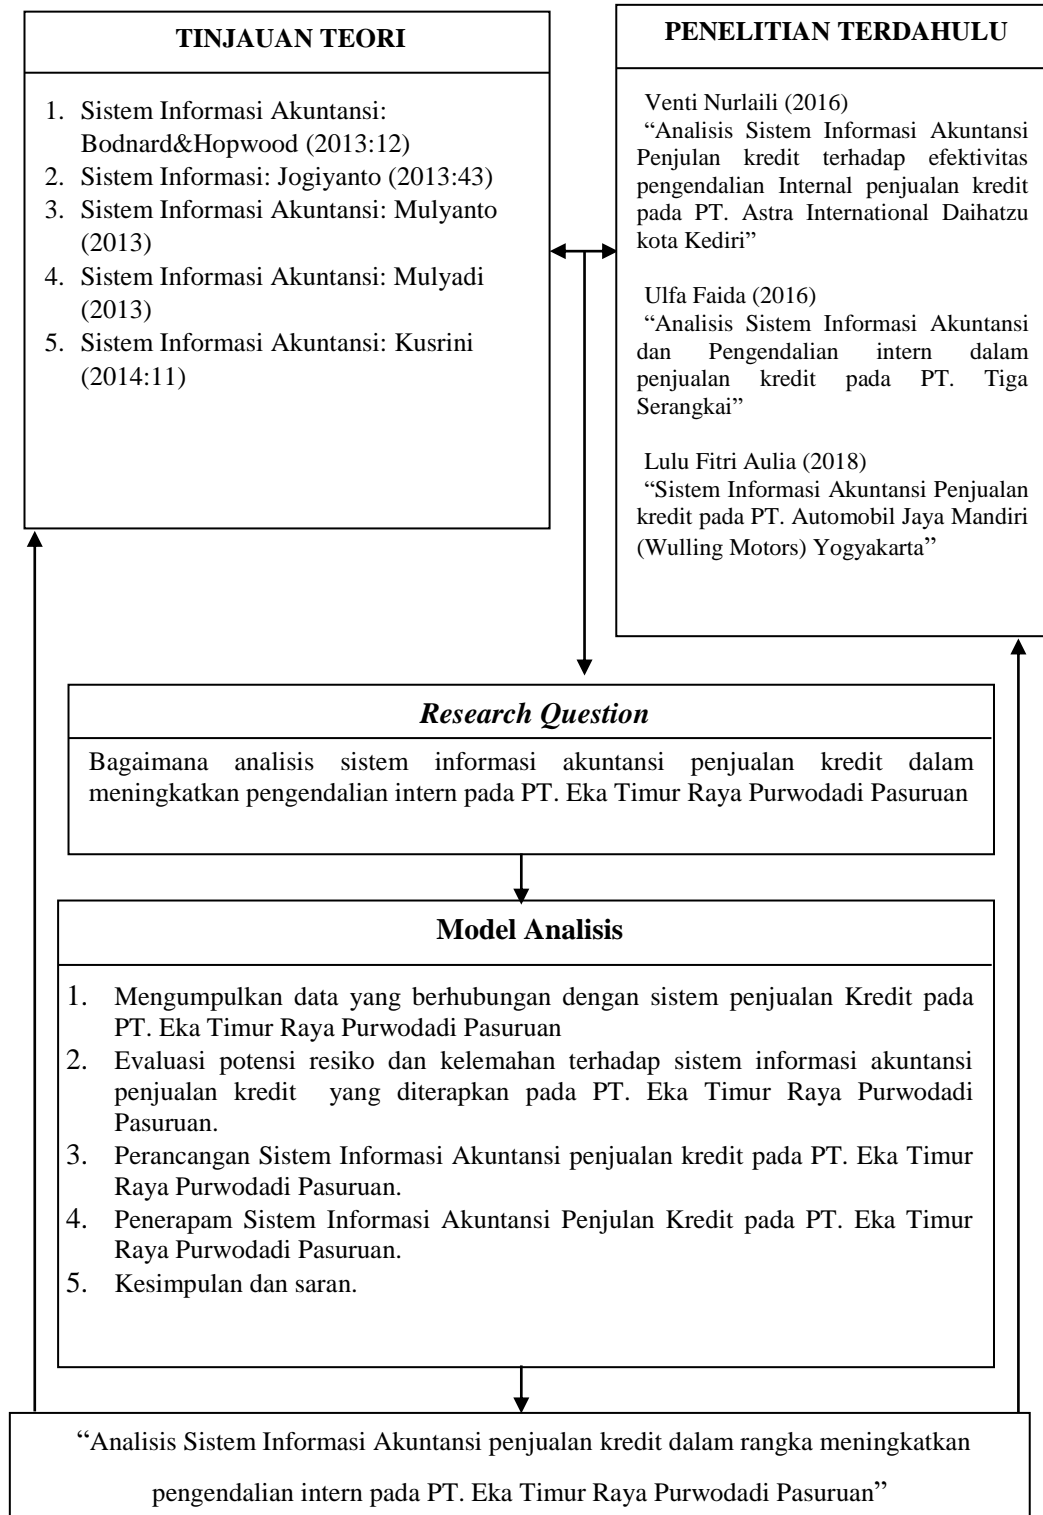 TINJAUAN TEORI
1. Sistem Informasi Akuntansi:
Bodnard&Hopwood (2013:12)
2. Sistem Informasi: Jogiyanto (2013:43)
3. Sistem Informasi Akuntansi: Mulyanto
(2013)
4. Sistem Informasi Akuntansi: Mulyadi
(2013)
5. Sistem Informasi Akuntansi: Kusrini
(2014:11)
PENELITIAN TERDAHULU
Venti Nurlaili (2016)
“Analisis Sistem Informasi Akuntansi
Penjulan kredit terhadap efektivitas
pengendalian Internal penjualan kredit
pada PT. Astra International Daihatzu
kota Kediri”
Ulfa Faida (2016)
“Analisis Sistem Informasi Akuntansi
dan Pengendalian intern dalam
penjualan kredit pada PT. Tiga
Serangkai”
Lulu Fitri Aulia (2018)
“Sistem Informasi Akuntansi Penjualan
kredit pada PT. Automobil Jaya Mandiri
(Wulling Motors) Yogyakarta”
Research Question
Bagaimana analisis sistem informasi akuntansi penjualan kredit dalam
meningkatkan pengendalian intern pada PT. Eka Timur Raya Purwodadi Pasuruan
Model Analisis
1. Mengumpulkan data yang berhubungan dengan sistem penjualan Kredit pada
PT. Eka Timur Raya Purwodadi Pasuruan
2. Evaluasi potensi resiko dan kelemahan terhadap sistem informasi akuntansi
penjualan kredit yang diterapkan pada PT. Eka Timur Raya Purwodadi
Pasuruan.
3. Perancangan Sistem Informasi Akuntansi penjualan kredit pada PT. Eka Timur
Raya Purwodadi Pasuruan.
4. Penerapam Sistem Informasi Akuntansi Penjulan Kredit pada PT. Eka Timur
Raya Purwodadi Pasuruan.
5. Kesimpulan dan saran.
“Analisis Sistem Informasi Akuntansi penjualan kredit dalam rangka meningkatkan
pengendalian intern pada PT. Eka Timur Raya Purwodadi Pasuruan”